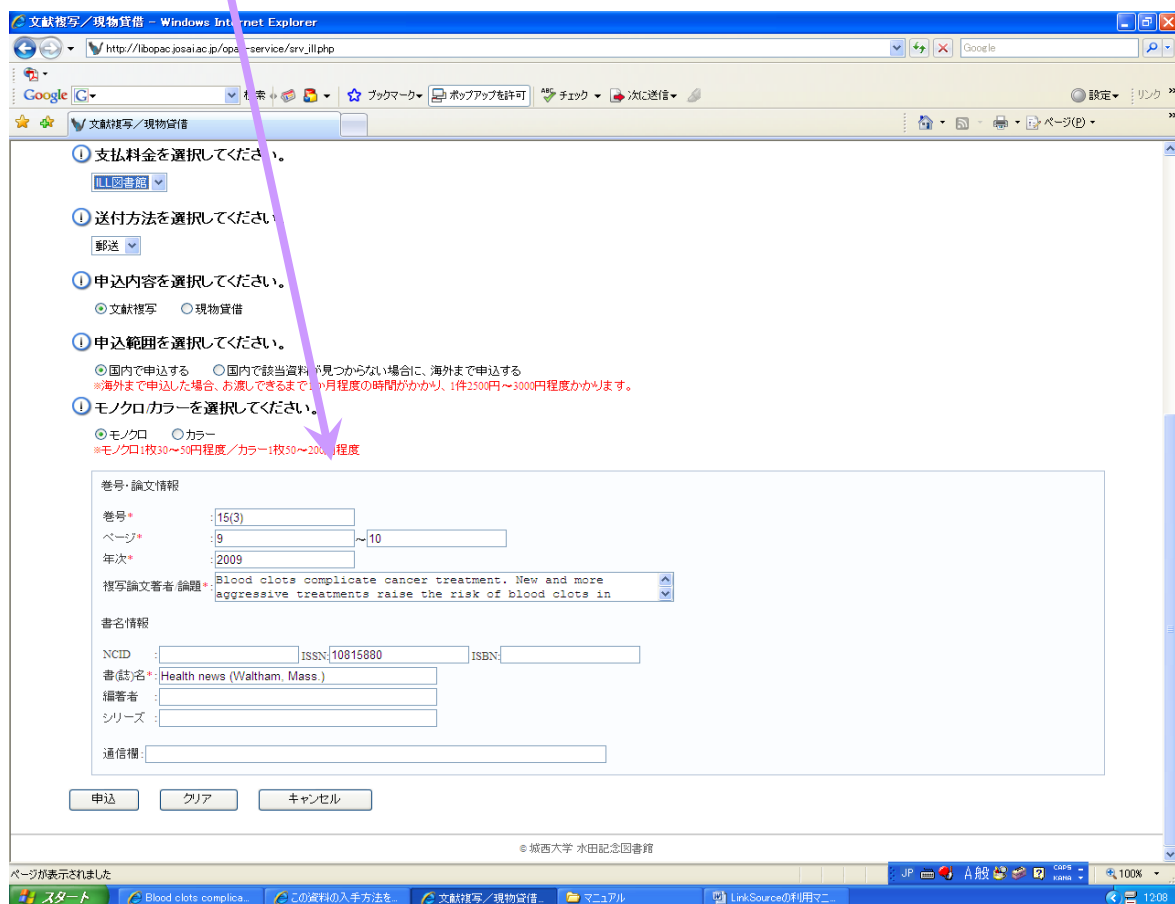 文献複写／現物貸借 - Windows Internet Explorer
http://libopac.josai.ac.jp/opac-service/srv_ill.php
Google
Google G 検索 ブックマーク ポップアップを許可 チェック 次に送信 設定 リンク »
文献複写／現物貸借 ページ(P) »
支払料金を選択してください。
ILL図書館
送付方法を選択してください
郵送
申込内容を選択してください。
文献複写 現物貸借
申込範囲を選択してください。
国内で申込する 国内で該当資料が見つからない場合に、海外まで申込する
※海外まで申込した場合、お渡しできるまで1か月程度の時間がかかり、1件2500円～3000円程度かかります。
モノクロ/カラーを選択してください。
モノクロ カラー
※モノクロ1枚30～50円程度／カラー1枚50～200円程度
巻号・論文情報
巻号* :15(3)
ページ* :9 ～10
年次* :2009
複写論文著者/論題*:Blood clots complicate cancer treatment. New and more
aggressive treatments raise the risk of blood clots in
書名情報
NCID : ISSN:10815880 ISBN:
書(誌)名*:Health news (Waltham, Mass.)
編著者 :
シリーズ :
通信欄:
申込 クリア キャンセル
© 城西大学 水田記念図書館
ページが表示されました JP A般 CAPS KANA 100%
スタート Blood clots complica... この資料の入手方法を... 文献複写／現物貸借... マニュアル LinkSourceの利用マニ... 12:08